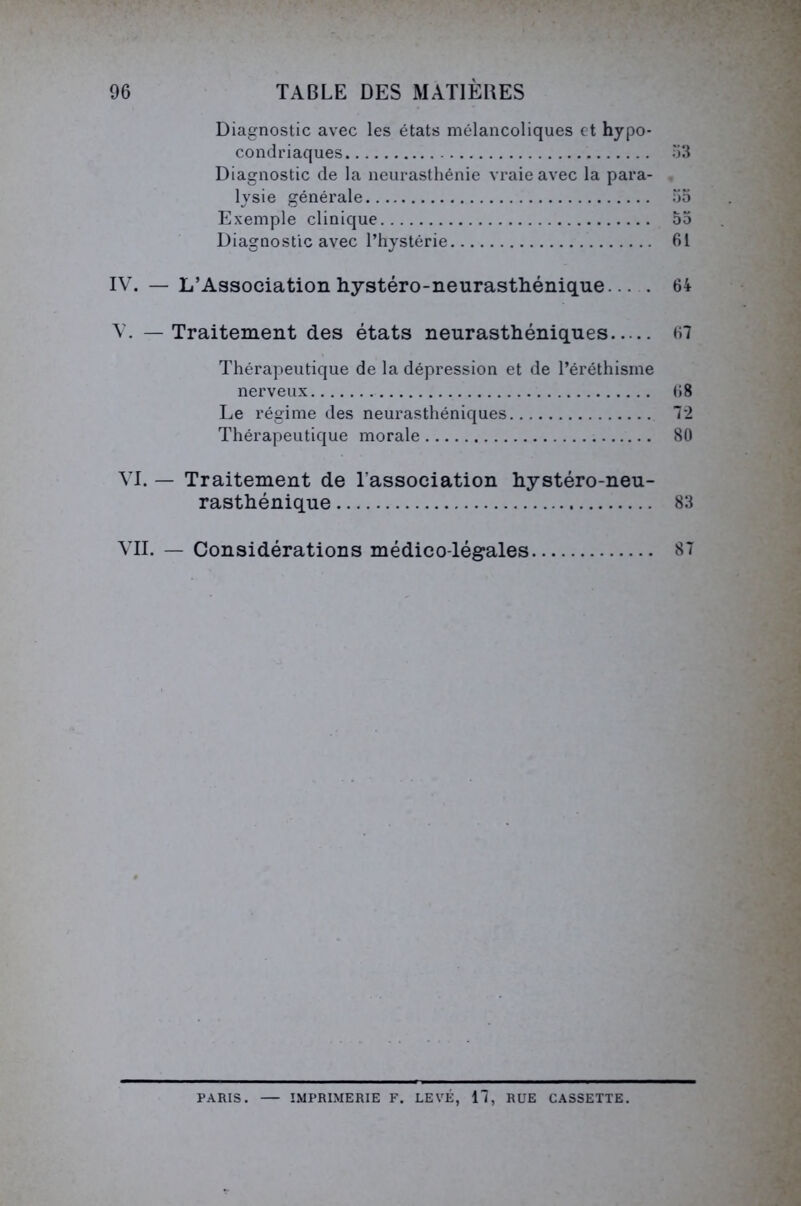 96 TABLE DES MATIÈRES
Diagnostic avec les états mélancoliques et hypo-
condriaques........................................ 53
Diagnostic de la neurasthénie vraie avec la para-
lysie générale..................................... 55
Exemple clinique................................... 55
Diagnostic avec l'hystérie......................... 61
IV. — L'Association hystéro-neurasthénique.... . 64
V. — Traitement des états neurasthéniques..... 67
Thérapeutique de la dépression et de l'éréthisme
nerveux............................................ 68
Le régime des neurasthéniques................ 72
Thérapeutique morale........................... 80
VI. — Traitement de l'association hystéro-neu-
rasthénique........................................ 83
VII. — Considérations médico-légales............. 87
PARIS. — IMPRIMERIE F. LEVÉ, 17, RUE CASSETTE.